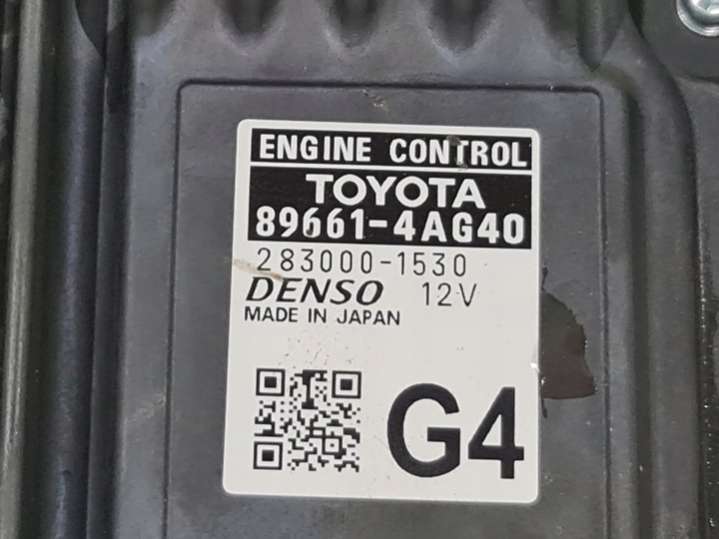 ENGINE CONTROL
TOYOTA
89661-4AG40
283000-1530
DENSO 12V
MADE IN JAPAN
G4